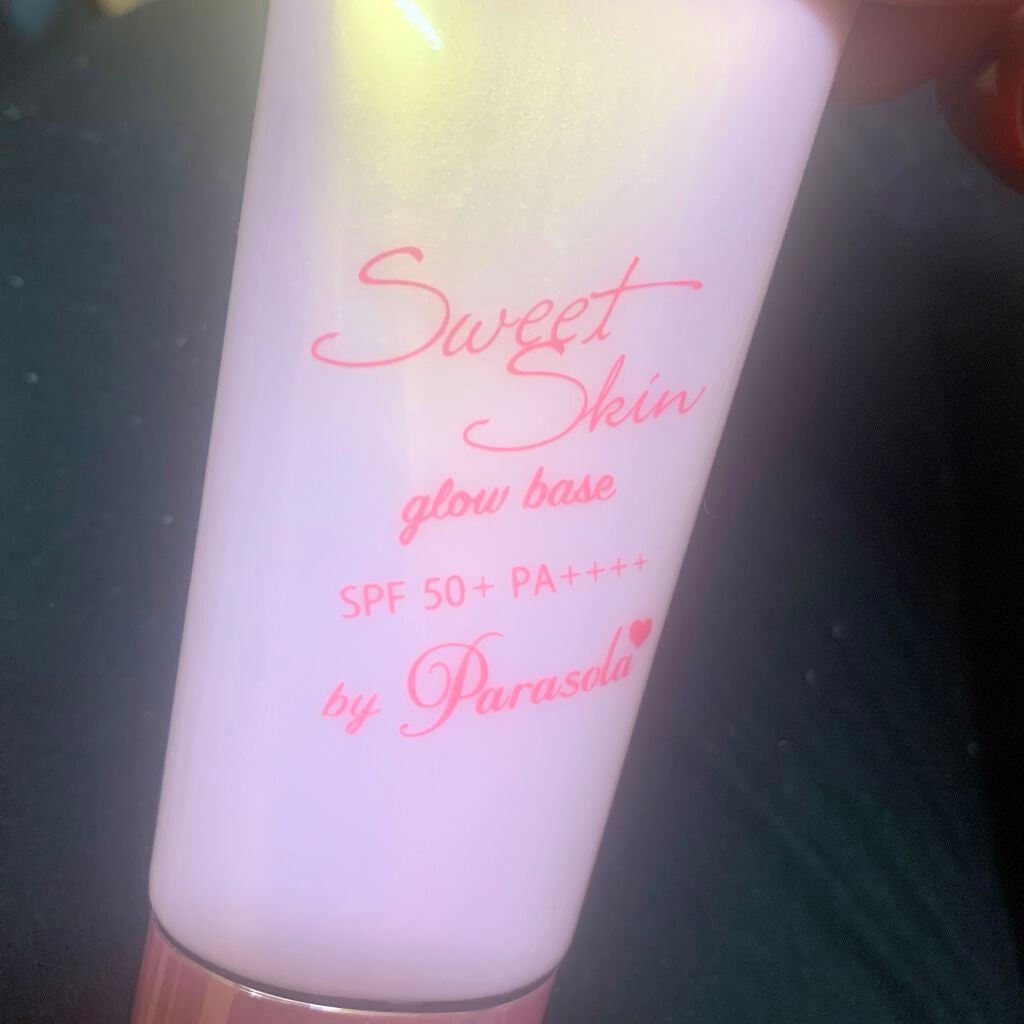 Sweet
Skin
glow base
SPF 50+ PA++++
by Parasola